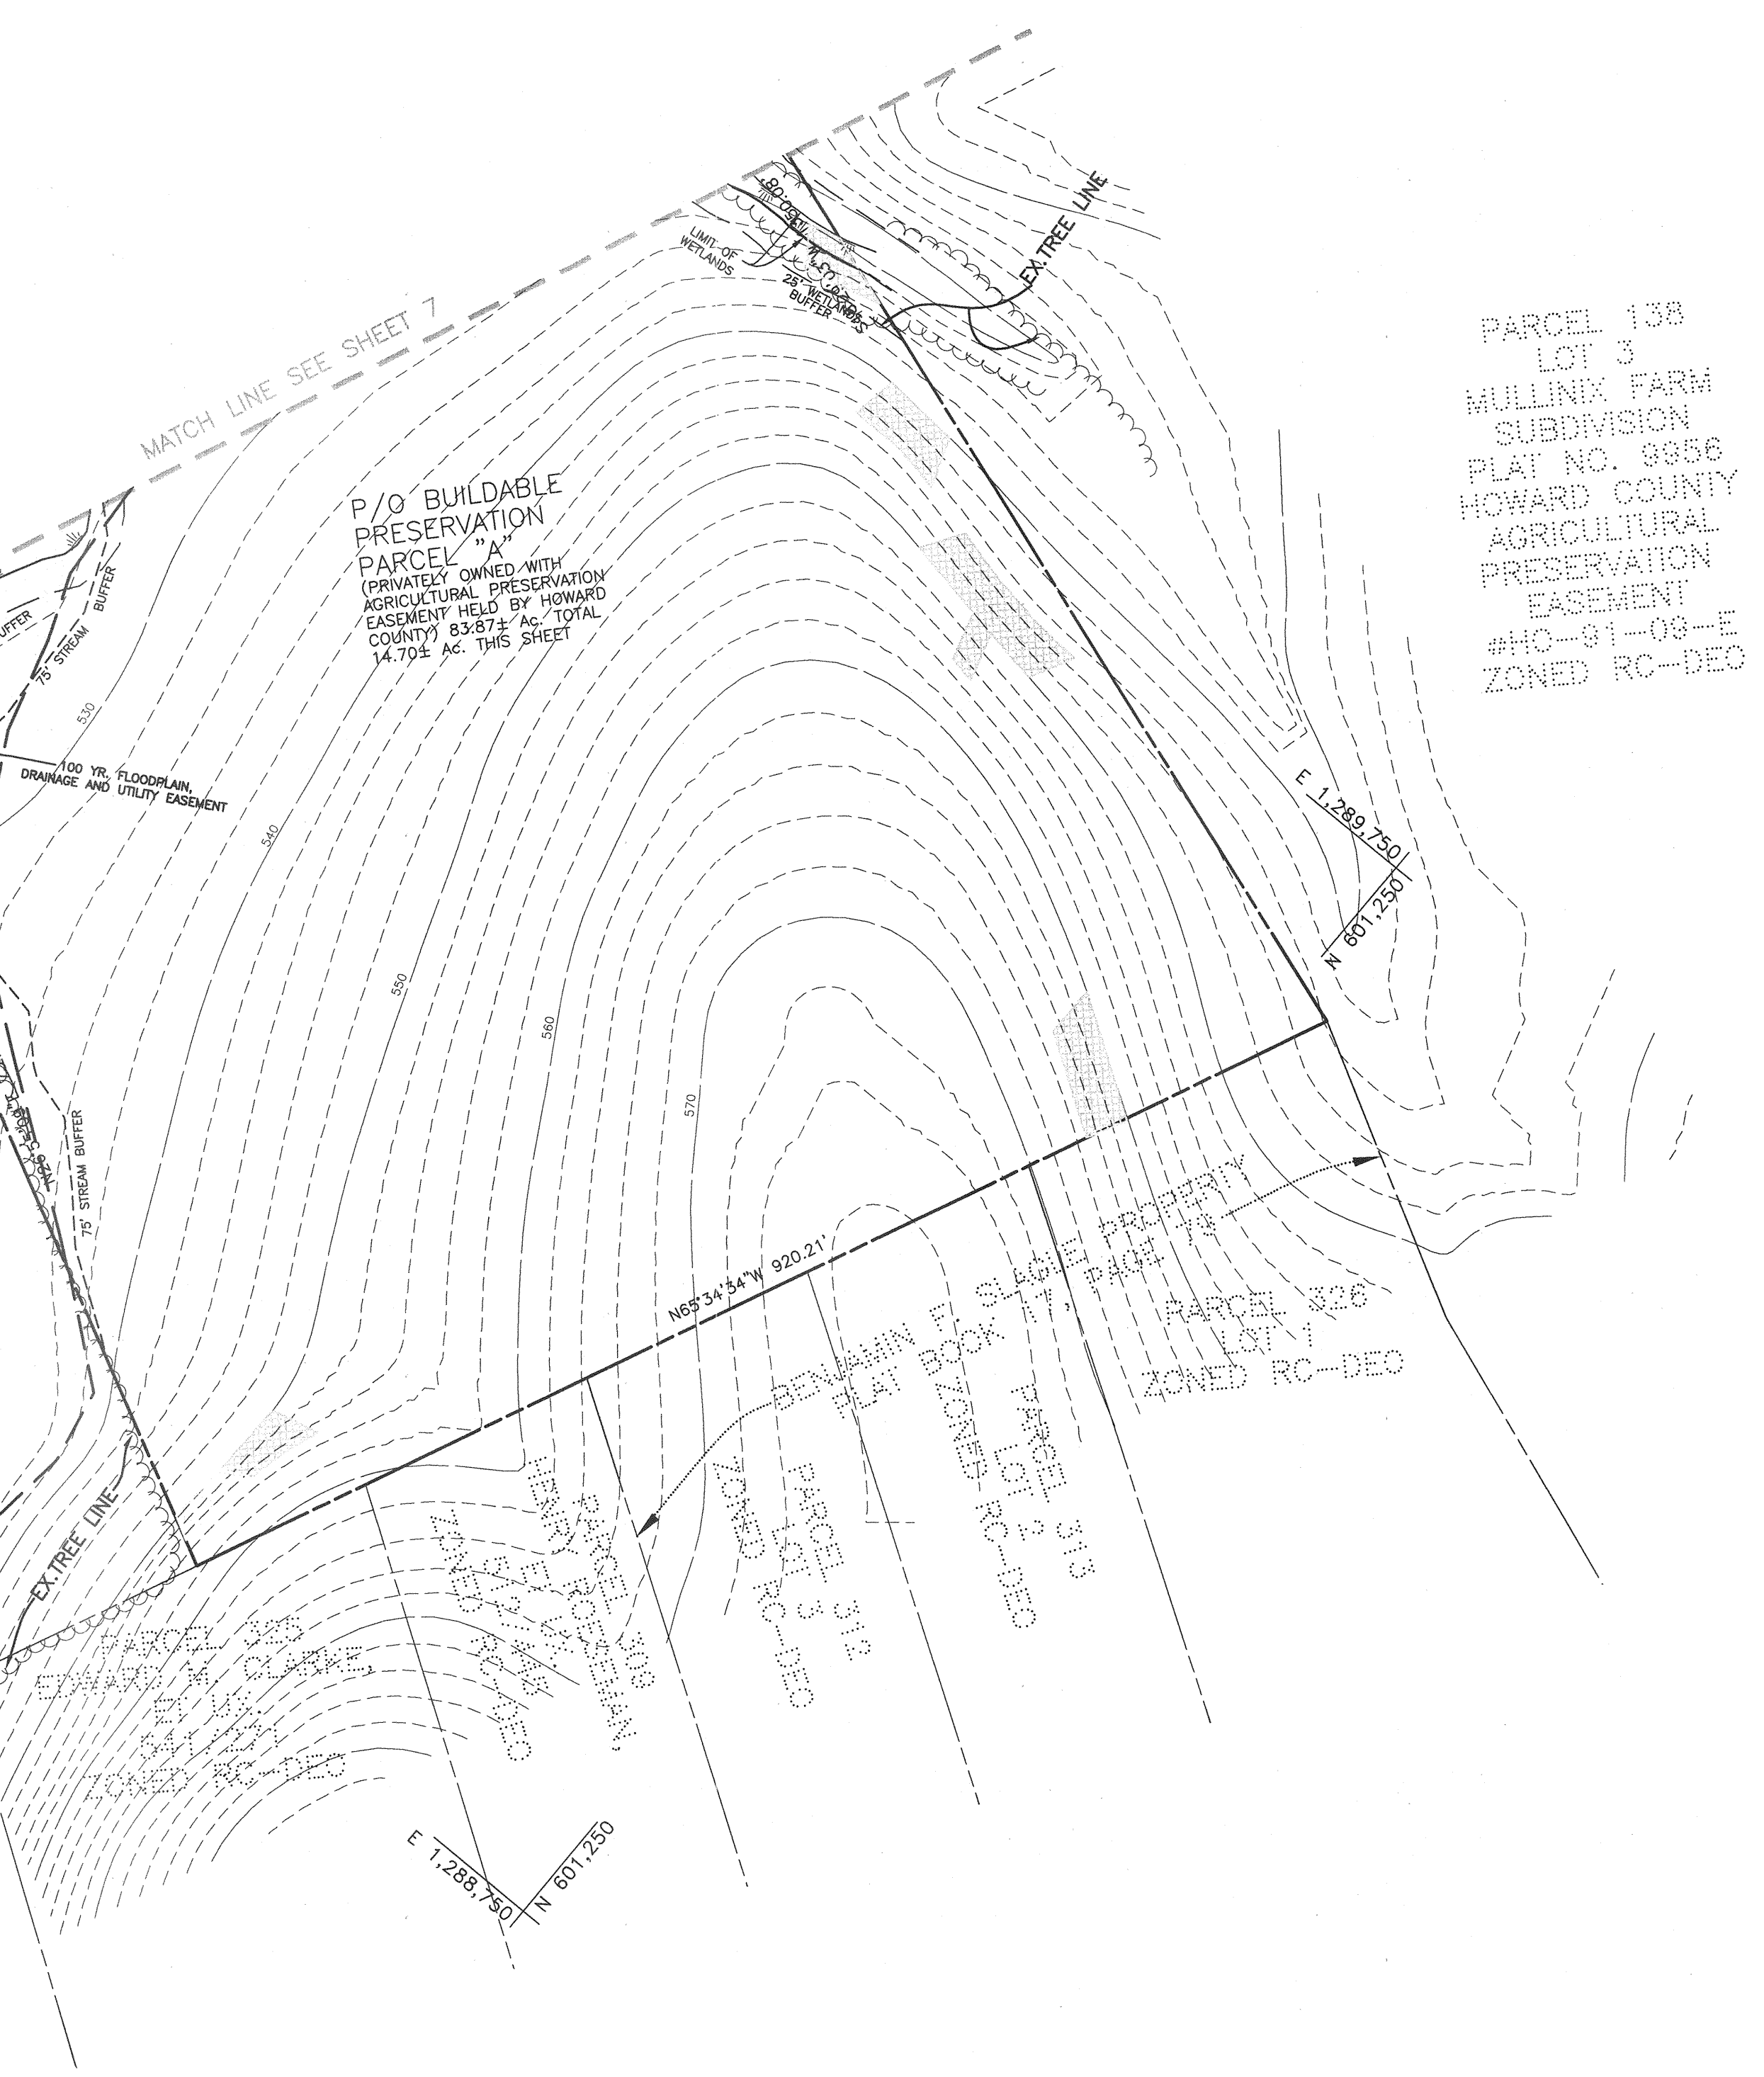 MATCH LINE SEE SHEET 7
LIMIT OF
WETLANDS
25' WETLANDS
BUFFER
EX.TREE LINE
PARCEL 138
LOT 3
MULLINIX FARM
SUBDIVISION
PLAT NO. 9956
HOWARD COUNTY
AGRICULTURAL
PRESERVATION
EASEMENT
#HO-91-09-E
ZONED RC-DEO
P/O BUILDABLE
PRESERVATION
PARCEL "A"
(PRIVATELY OWNED WITH
AGRICULTURAL PRESERVATION
EASEMENT HELD BY HOWARD
COUNTY) 83.87± Ac. TOTAL
14.70± Ac. THIS SHEET
75' STREAM BUFFER
530
100 YR. FLOODPLAIN,
DRAINAGE AND UTILITY EASEMENT
540
550
560
570
E 1,289,750
N 601,250
75' STREAM BUFFER
N65°34'34"W 920.21'
BENJAMIN F. SLAGLE PROPERTY
PLAT BOOK 17, PAGE 79
PARCEL 326
LOT 1
ZONED RC-DEO
PARCEL 313
LOT 2
ZONED RC-DEO
PARCEL 312
LOT 3
ZONED RC-DEO
PARCEL 309
ZONED RC-DEO
EX.TREE LINE
PARCEL 325
EDWARD M. CLARKE,
ET UX.
541/271
ZONED RC-DEO
E 1,288,750
N 601,250